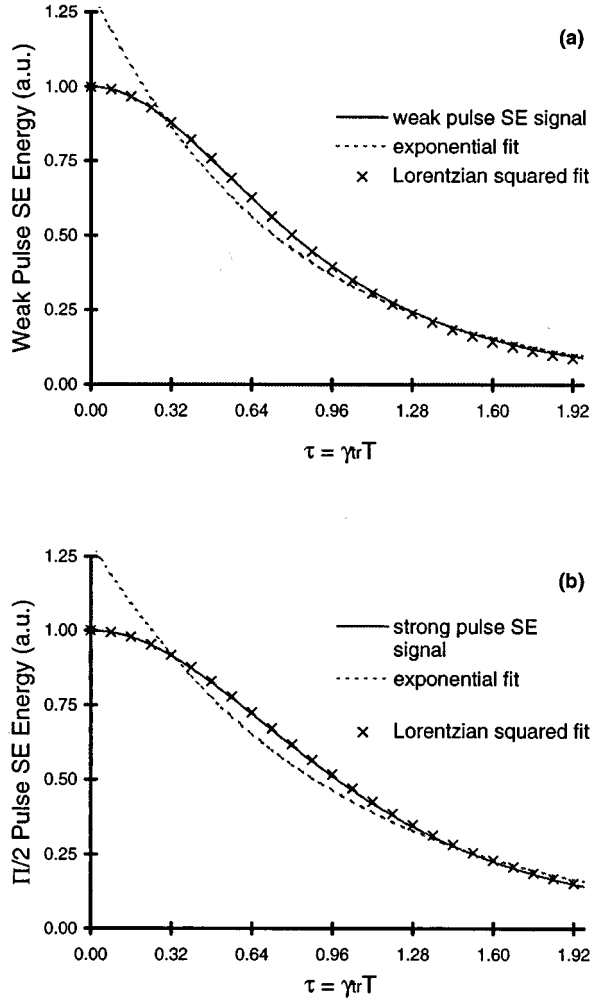 (a)
Weak Pulse SE Energy (a.u.)
1.25
1.00
0.75
0.50
0.25
0.00
weak pulse SE signal
exponential fit
Lorentzian squared fit
0.00 0.32 0.64 0.96 1.28 1.60 1.92
τ = γtrT
(b)
Π/2 Pulse SE Energy (a.u.)
1.25
1.00
0.75
0.50
0.25
0.00
strong pulse SE
signal
exponential fit
Lorentzian squared fit
0.00 0.32 0.64 0.96 1.28 1.60 1.92
τ = γtrT